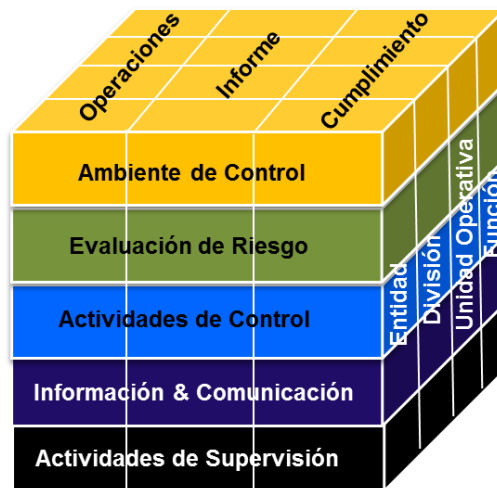 Operaciones
Informe
Cumplimiento
Ambiente de Control
Evaluación de Riesgo
Actividades de Control
Información & Comunicación
Actividades de Supervisión
Entidad
División
Unidad Operativa
Función